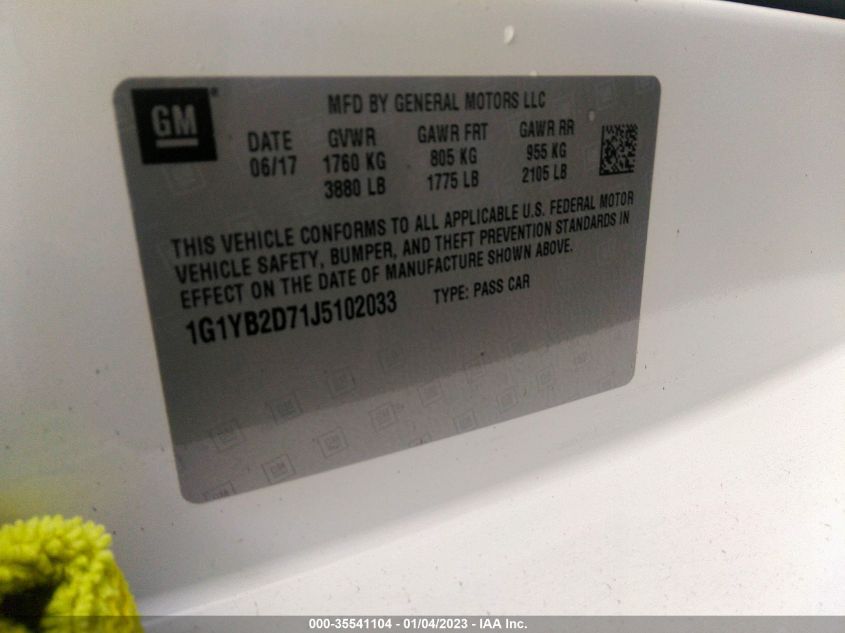 GM®
MFD BY GENERAL MOTORS LLC
DATE GVWR GAWR FRT GAWR RR
06/17 1760 KG 805 KG 955 KG
3880 LB 1775 LB 2105 LB
THIS VEHICLE CONFORMS TO ALL APPLICABLE U.S. FEDERAL MOTOR
VEHICLE SAFETY, BUMPER, AND THEFT PREVENTION STANDARDS IN
EFFECT ON THE DATE OF MANUFACTURE SHOWN ABOVE.
1G1YB2D71J5102033 TYPE: PASS CAR
000-35541104 - 01/04/2023 - IAA Inc.